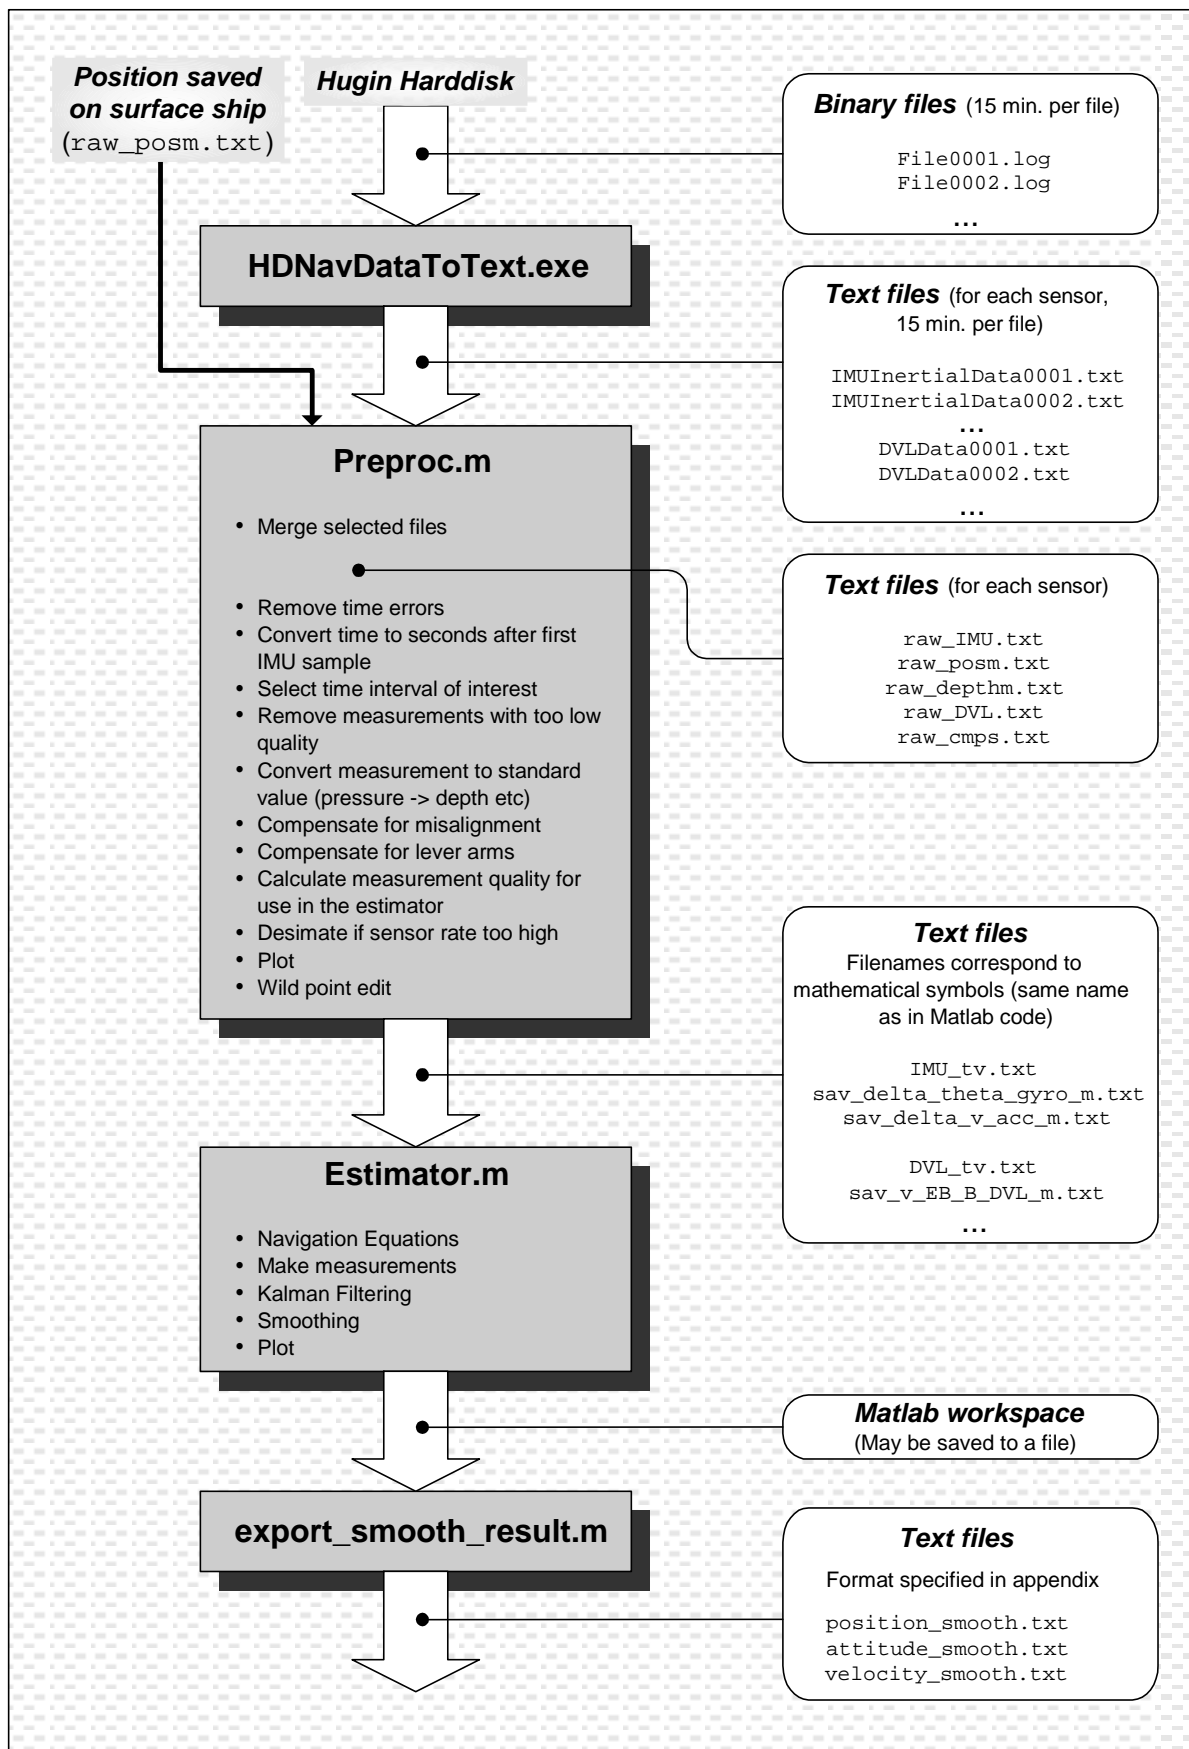 Position saved
on surface ship
(raw_posm.txt)
Hugin Harddisk
Binary files (15 min. per file)
File0001.log
File0002.log
...
HDNavDataToText.exe
Text files (for each sensor,
15 min. per file)
IMUInertialData0001.txt
IMUInertialData0002.txt
...
DVLData0001.txt
DVLData0002.txt
...
Preproc.m
• Merge selected files
• Remove time errors
• Convert time to seconds after first
IMU sample
• Select time interval of interest
• Remove measurements with too low
quality
• Convert measurement to standard
value (pressure -> depth etc)
• Compensate for misalignment
• Compensate for lever arms
• Calculate measurement quality for
use in the estimator
• Desimate if sensor rate too high
• Plot
• Wild point edit
Text files (for each sensor)
raw_IMU.txt
raw_posm.txt
raw_depthm.txt
raw_DVL.txt
raw_cmps.txt
Text files
Filenames correspond to
mathematical symbols (same name
as in Matlab code)
IMU_tv.txt
sav_delta_theta_gyro_m.txt
sav_delta_v_acc_m.txt
DVL_tv.txt
sav_v_EB_B_DVL_m.txt
...
Estimator.m
• Navigation Equations
• Make measurements
• Kalman Filtering
• Smoothing
• Plot
Matlab workspace
(May be saved to a file)
export_smooth_result.m
Text files
Format specified in appendix
position_smooth.txt
attitude_smooth.txt
velocity_smooth.txt